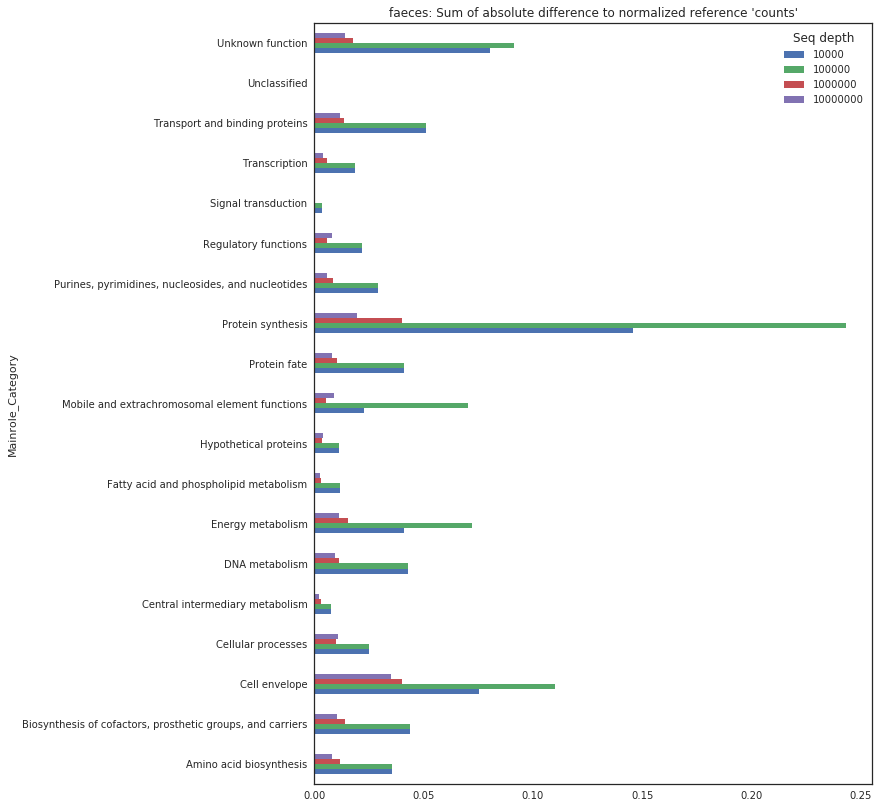 faeces: Sum of absolute difference to normalized reference 'counts'
Seq depth
10000
100000
1000000
10000000
Mainrole_Category
Unknown function
Unclassified
Transport and binding proteins
Transcription
Signal transduction
Regulatory functions
Purines, pyrimidines, nucleosides, and nucleotides
Protein synthesis
Protein fate
Mobile and extrachromosomal element functions
Hypothetical proteins
Fatty acid and phospholipid metabolism
Energy metabolism
DNA metabolism
Central intermediary metabolism
Cellular processes
Cell envelope
Biosynthesis of cofactors, prosthetic groups, and carriers
Amino acid biosynthesis
0.00 0.05 0.10 0.15 0.20 0.25